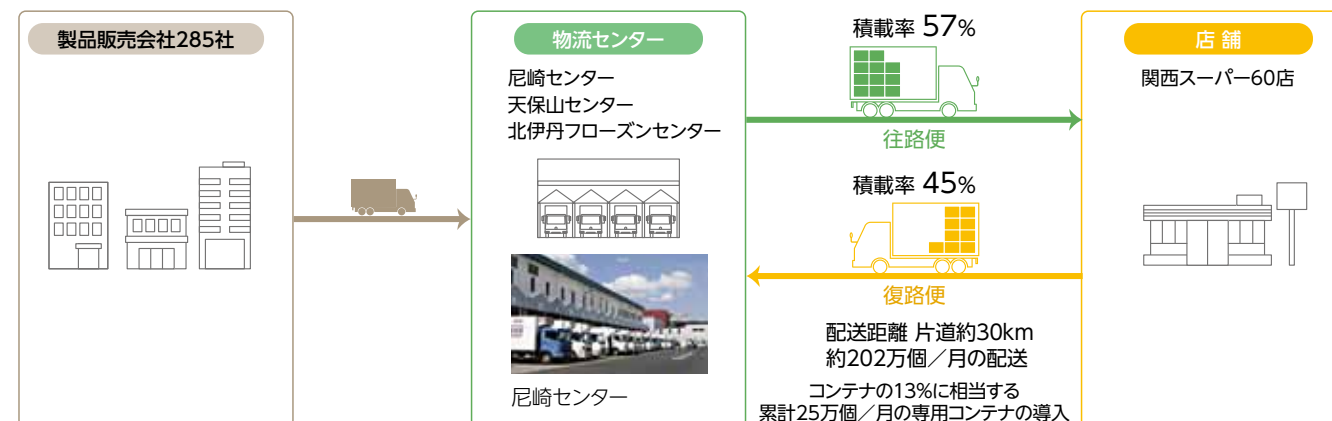 製品販売会社285社
物流センター
尼崎センター
天保山センター
北伊丹フローズンセンター
尼崎センター
積載率 57%
往路便
積載率 45%
復路便
配送距離 片道約30km
約202万個／月の配送
コンテナの13%に相当する
累計25万個／月の専用コンテナの導入
店 舗
関西スーパー60店